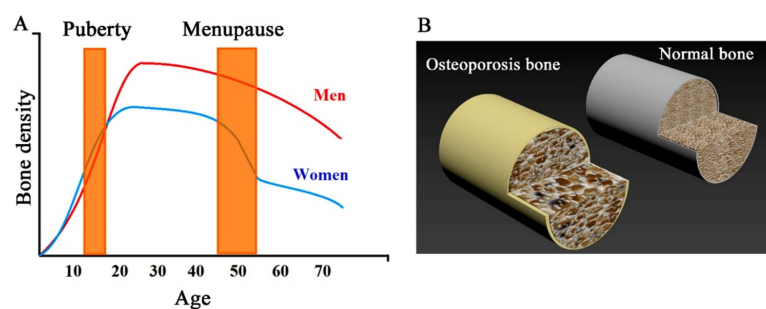 A
Puberty
Menupause
Men
Women
Bone density
10 20 30 40 50 60 70
Age
B
Osteoporosis bone
Normal bone